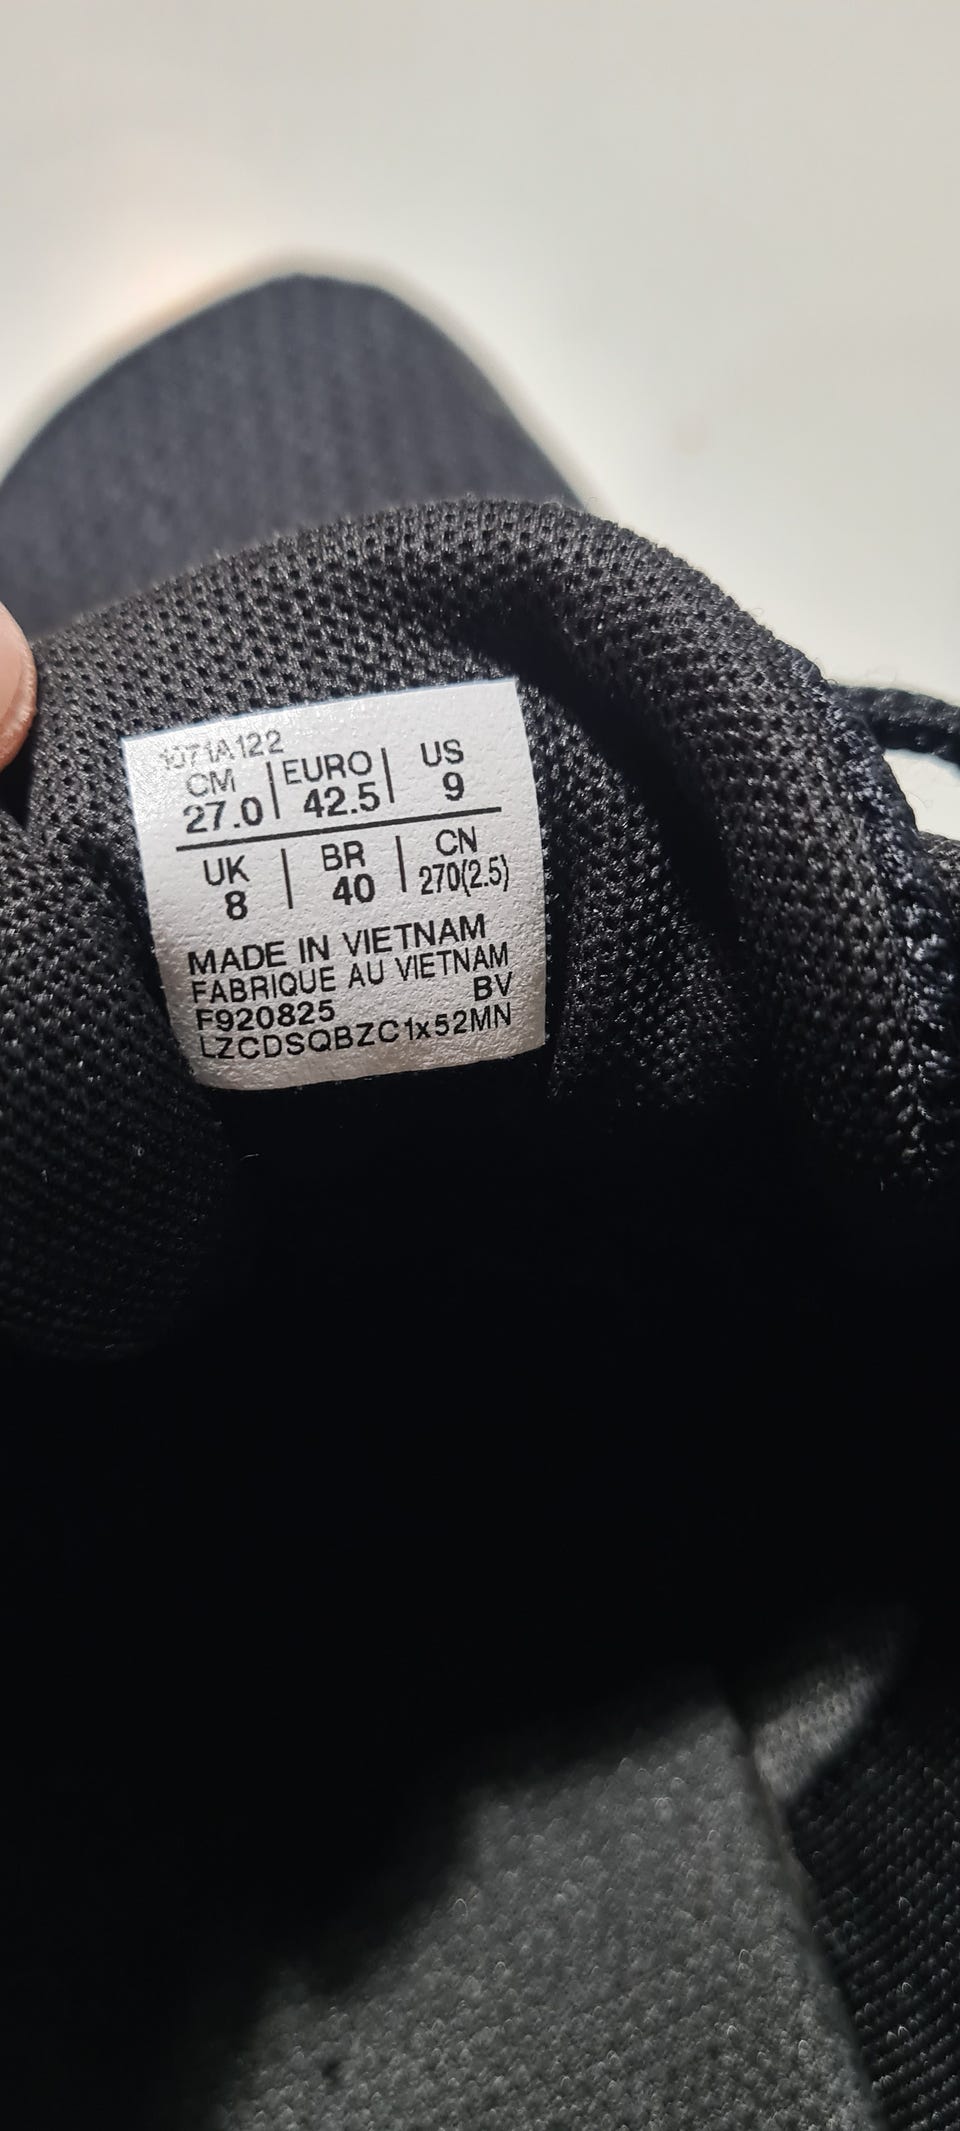 1071A122
CM | EURO | US
27.0 | 42.5 | 9
UK | BR | CN
8 | 40 | 270(2.5)
MADE IN VIETNAM
FABRIQUE AU VIETNAM
F920825 BV
LZCDSQBZC1x52MN